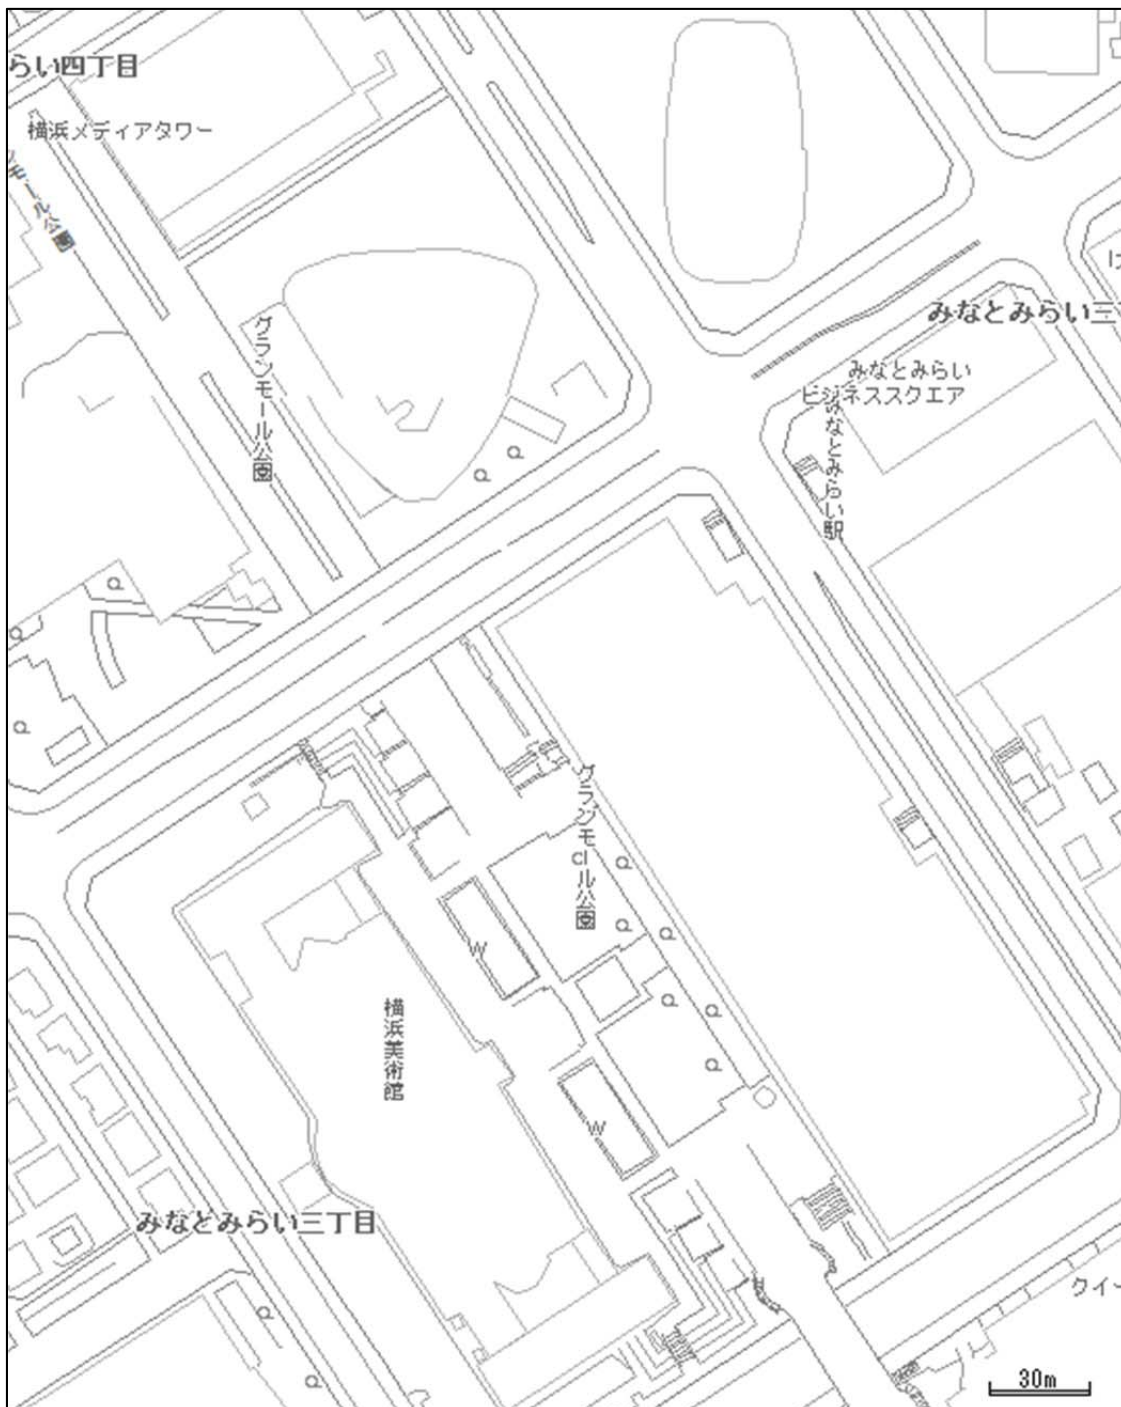 らい四丁目
横浜メディアタワー
モール公園
グランモール公園
みなとみらい三
みなとみらい
ビジネススクエア
みなとみらい駅
グランモール公園
W
横浜美術館
W
みなとみらい三丁目
クイー
30m